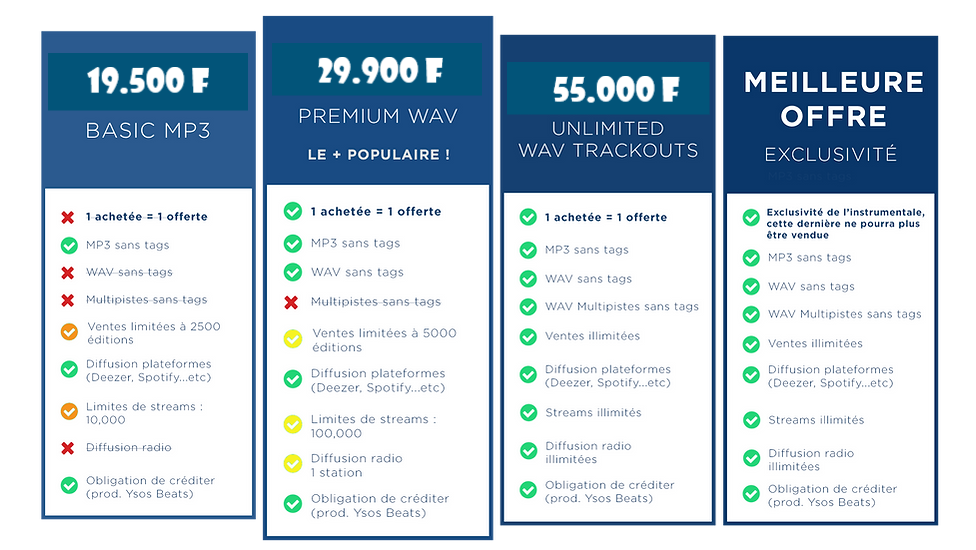 19.500 F
BASIC MP3
1 achetée = 1 offerte
MP3 sans tags
WAV sans tags
Multipistes sans tags
Ventes limitées à 2500
éditions
Diffusion plateformes
(Deezer, Spotify...etc)
Limites de streams :
10,000
Diffusion radio
Obligation de créditer
(prod. Ysos Beats)
29.900 F
PREMIUM WAV
LE + POPULAIRE !
1 achetée = 1 offerte
MP3 sans tags
WAV sans tags
Multipistes sans tags
Ventes limitées à 5000
éditions
Diffusion plateformes
(Deezer, Spotify...etc)
Limites de streams :
100,000
Diffusion radio
1 station
Obligation de créditer
(prod. Ysos Beats)
55.000 F
UNLIMITED
WAV TRACKOUTS
1 achetée = 1 offerte
MP3 sans tags
WAV sans tags
WAV Multipistes sans tags
Ventes illimitées
Diffusion plateformes
(Deezer, Spotify...etc)
Streams illimités
Diffusion radio
illimitées
Obligation de créditer
(prod. Ysos Beats)
MEILLEURE
OFFRE
EXCLUSIVITÉ
MP3 sans tags
Exclusivité de l'instrumentale,
cette dernière ne pourra plus
être vendue
MP3 sans tags
WAV sans tags
WAV Multipistes sans tags
Ventes illimitées
Diffusion plateformes
(Deezer, Spotify...etc)
Streams illimités
Diffusion radio
illimitées
Obligation de créditer
(prod. Ysos Beats)